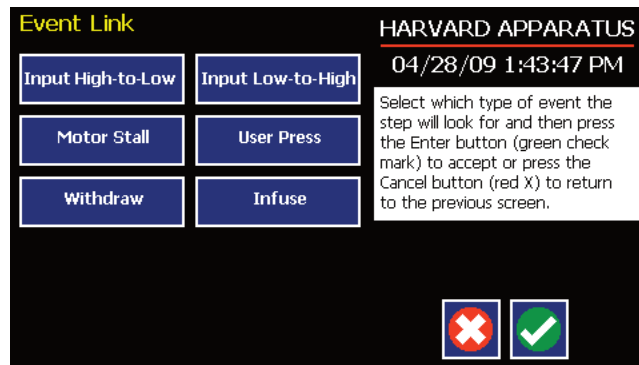 Event Link
HARVARD APPARATUS
04/28/09 1:43:47 PM
Input High-to-Low
Input Low-to-High
Motor Stall
User Press
Withdraw
Infuse
Select which type of event the
step will look for and then press
the Enter button (green check
mark) to accept or press the
Cancel button (red X) to return
to the previous screen.